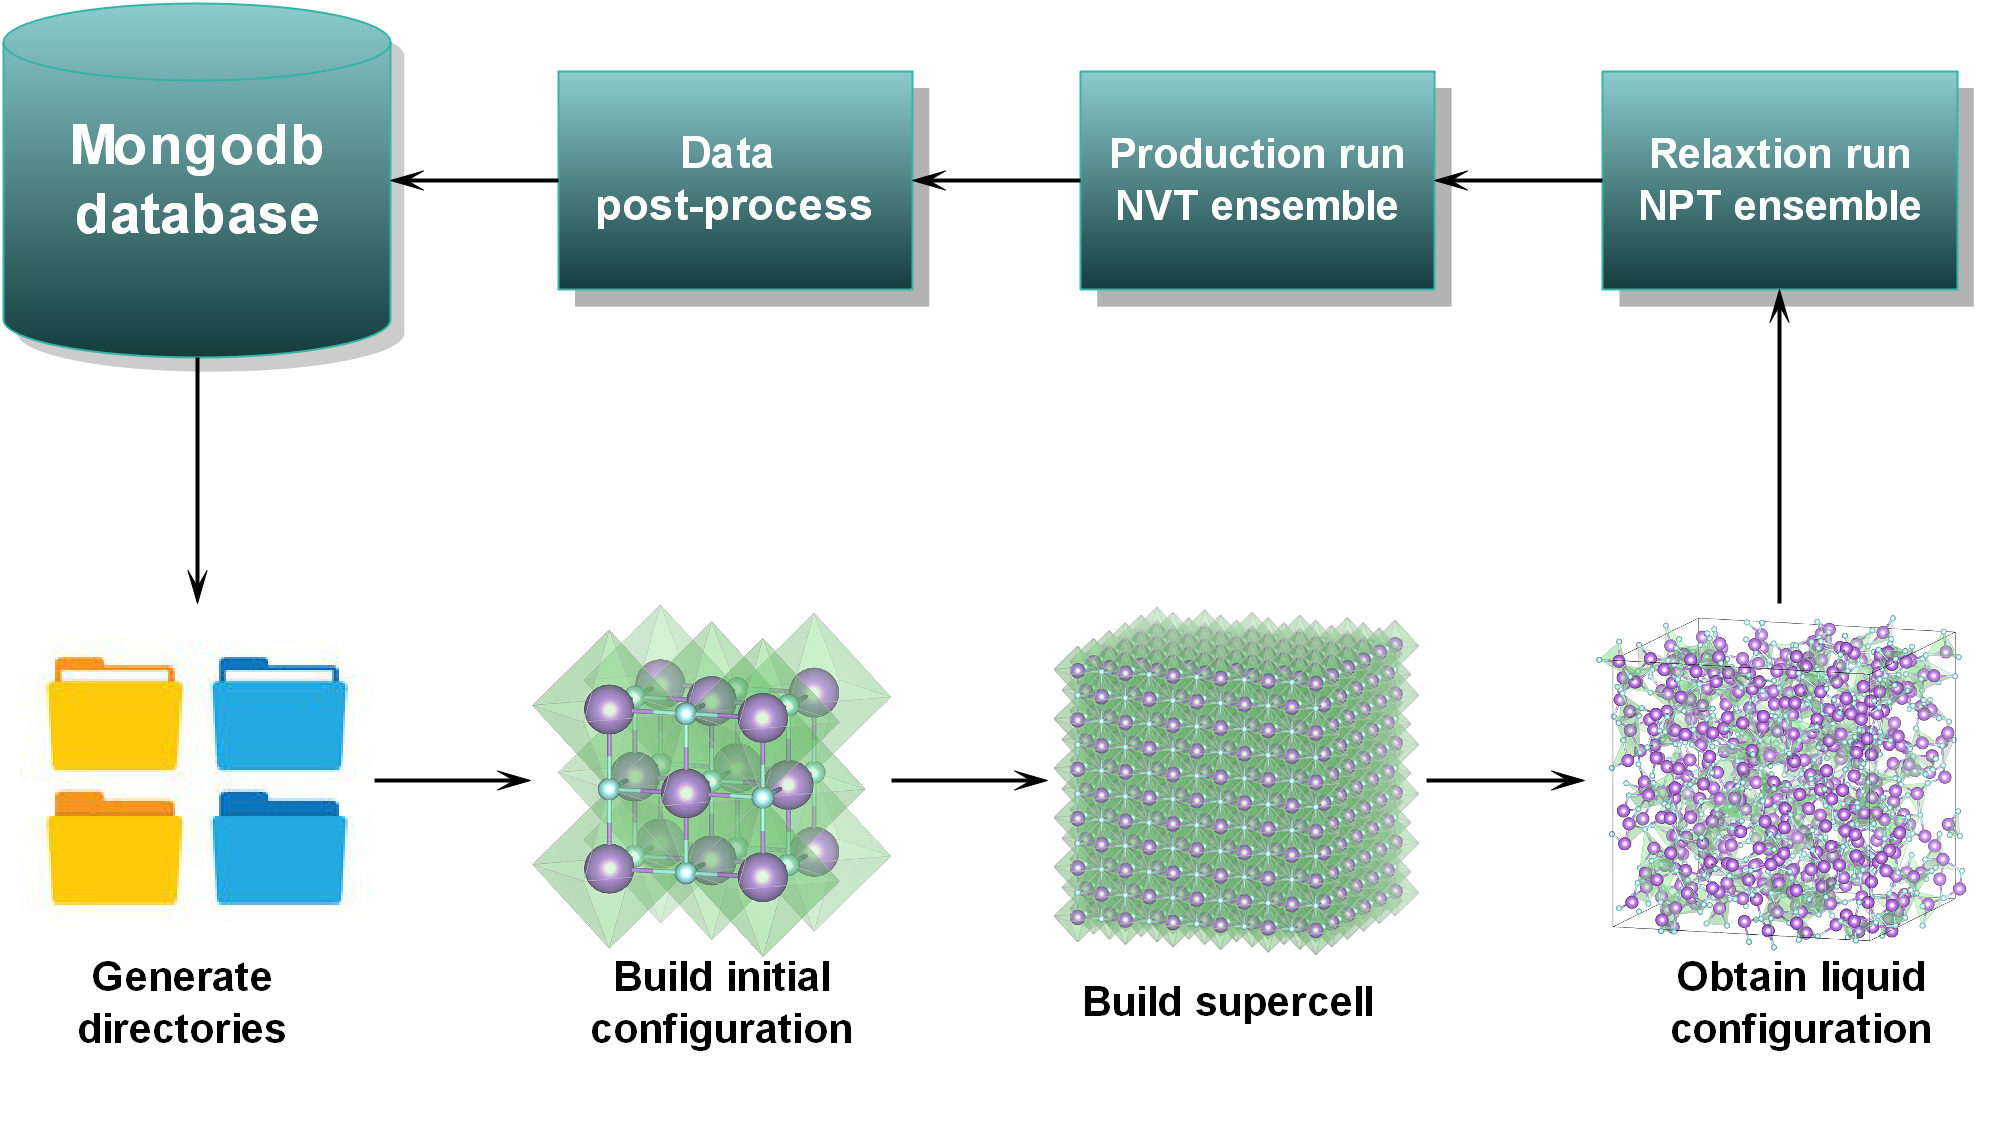 Mongodb
database
Data
post-process
Production run
NVT ensemble
Relaxtion run
NPT ensemble
Generate
directories
Build initial
configuration
Build supercell
Obtain liquid
configuration